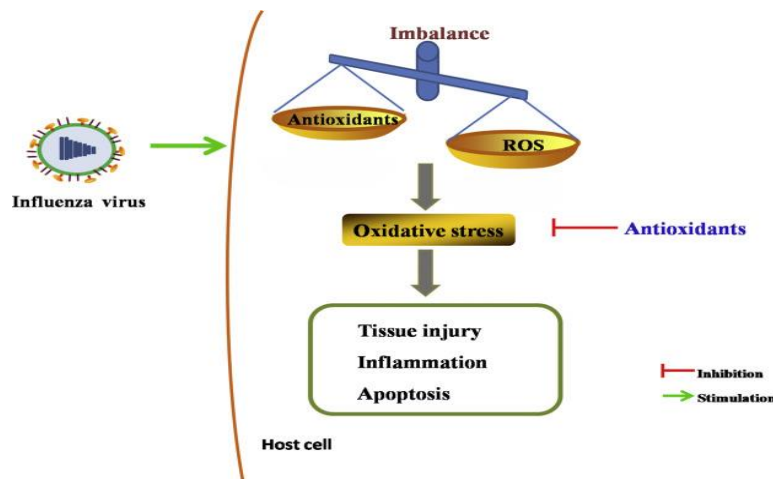 Imbalance
Antioxidants
ROS
Influenza virus
Oxidative stress
Antioxidants
Tissue injury
Inflammation
Apoptosis
Inhibition
Stimulation
Host cell